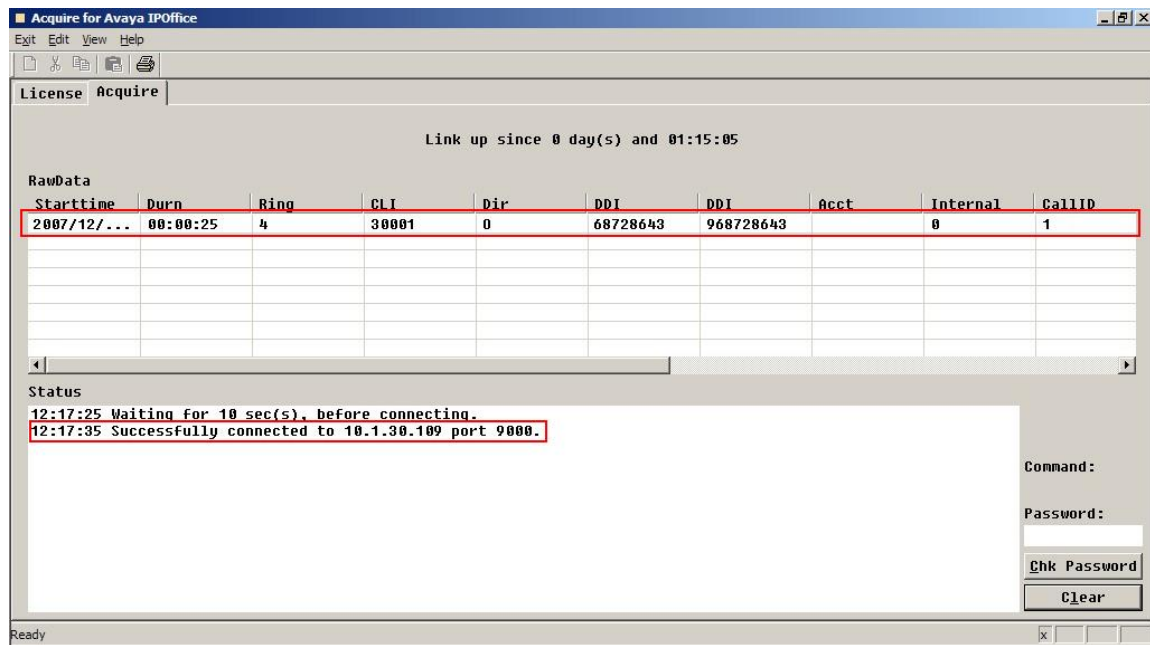 Acquire for Avaya IPOffice
Exit Edit View Help
License Acquire
Link up since 0 day(s) and 01:15:05
RawData
Starttime Durn Ring CLI Dir DDI DDI Acct Internal CallID
2007/12/... 00:00:25 4 30001 O 68728643 968728643 0 1
Status
12:17:25 Waiting for 10 sec(s), before connecting.
12:17:35 Successfully connected to 10.1.30.109 port 9000.
Command:
Password:
Chk Password
Clear
Ready x